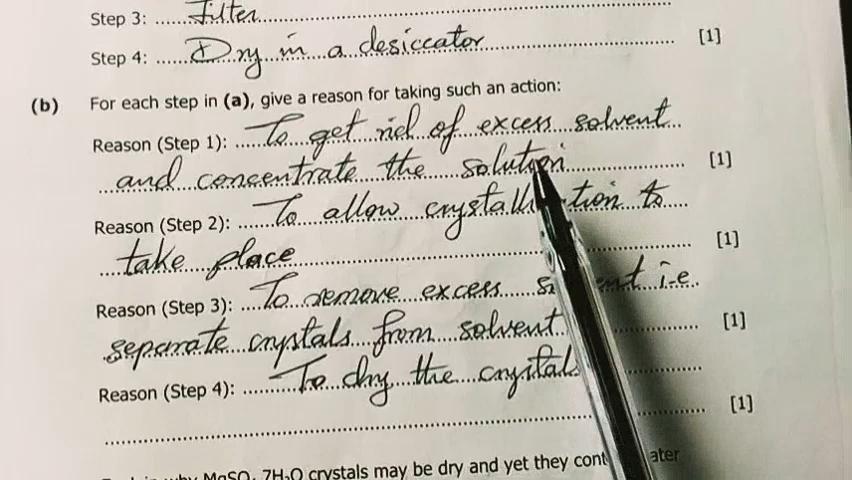 Step 3: Filter
Step 4: Dry in a desiccator [1]
(b) For each step in (a), give a reason for taking such an action:
Reason (Step 1): To get rid of excess solvent
and concentrate the solution [1]
Reason (Step 2): To allow to
take place [1]
Reason (Step 3): To remove excess i.e.
separate crystals from solvent [1]
Reason (Step 4): To dry the crystals
[1]
why MgSO₄.7H₂O crystals may be dry and yet they